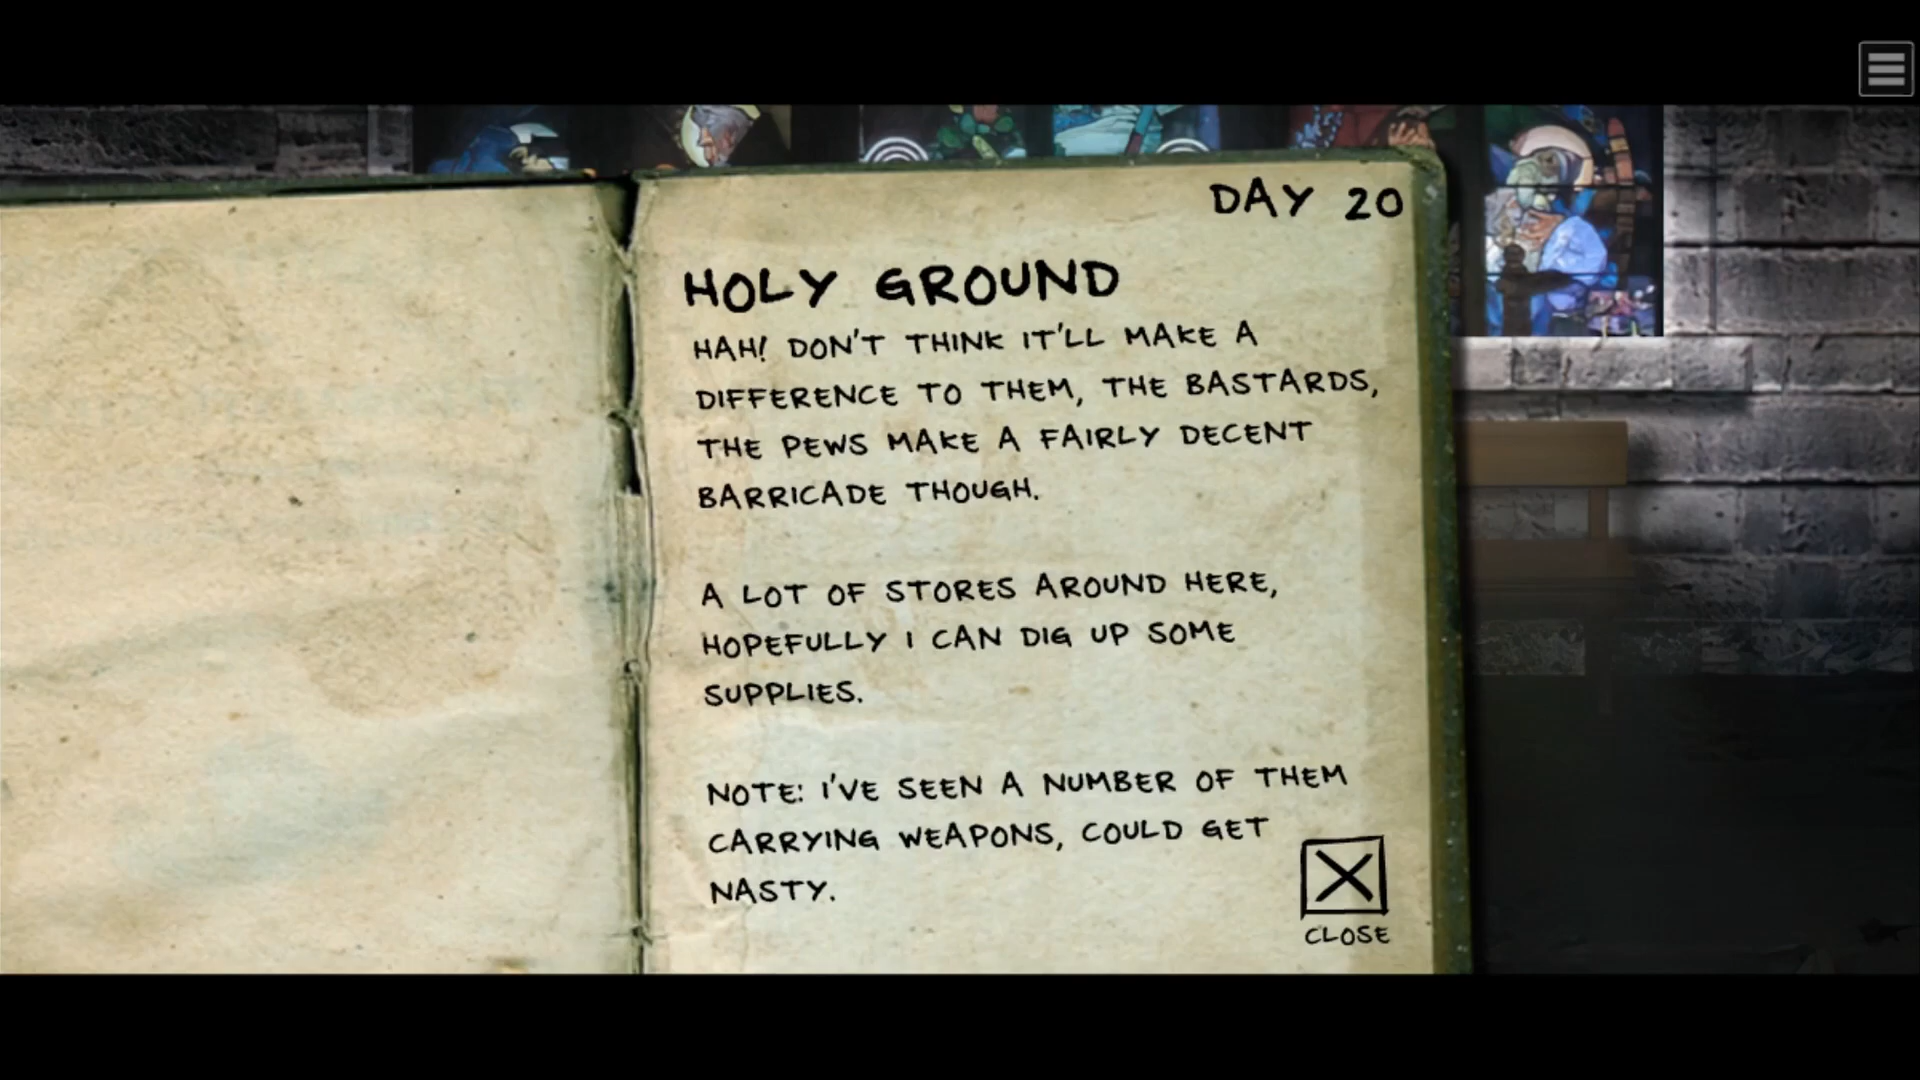 DAY 20
HOLY GROUND
HAH! DON'T THINK IT'LL MAKE A
DIFFERENCE TO THEM, THE BASTARDS,
THE PEWS MAKE A FAIRLY DECENT
BARRICADE THOUGH.
A LOT OF STORES AROUND HERE,
HOPEFULLY I CAN DIG UP SOME
SUPPLIES.
NOTE: I'VE SEEN A NUMBER OF THEM
CARRYING WEAPONS, COULD GET
NASTY.
CLOSE